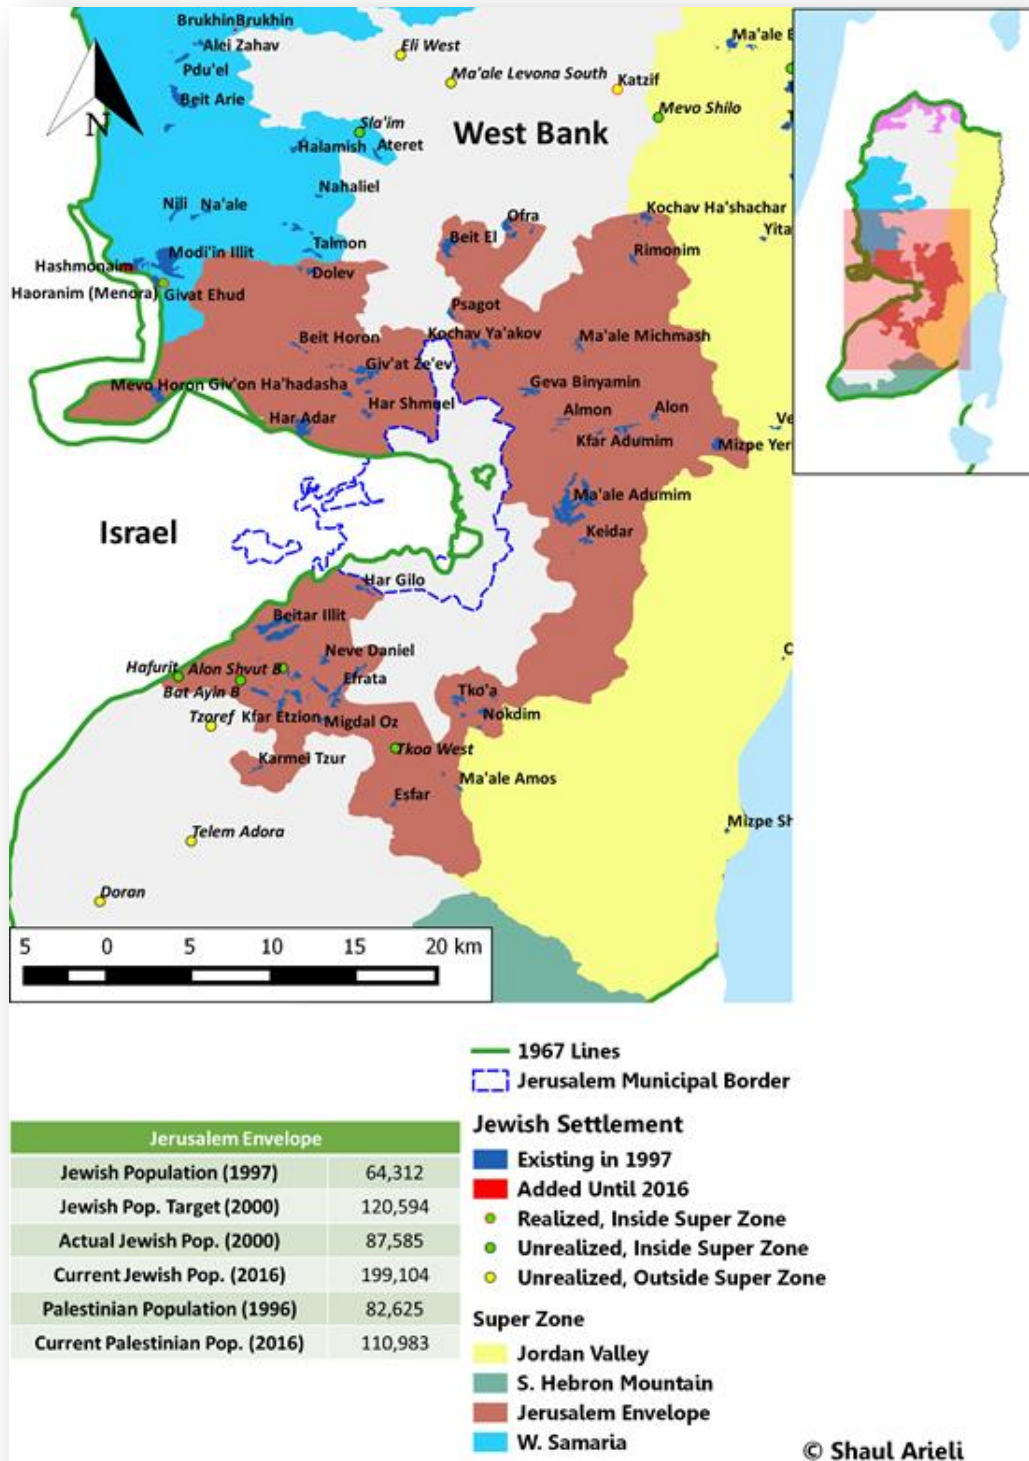 BrukhinBrukhin
Alei Zahav
Pdu'el
Beit Arie
Eli West
Ma'ale Levona South
Katzif
Mevo Shilo
Ma'ale
N
Sla'im
Halamish Ateret
West Bank
Nahaliel
Nili Na'ale
Talmon
Modi'in Illit
Hashmonaim
Dolev
Haoranim (Menora) Givat Ehud
Ofra
Beit El
Kochav Ha'shachar
Yita
Rimonim
Psagot
Kochav Ya'akov
Ma'ale Michmash
Beit Horon
Giv'at Ze'ev
Mevo Horon Giv'on Ha'hadasha
Geva Binyamin
Har Shmuel
Har Adar
Almon Alon
Kfar Adumim
Ve
Mizpe Yer
Ma'ale Adumim
Israel
Keidar
Har Gilo
Beitar Illit
Neve Daniel
Hafurit Alon Shvut B
Efrata
Bat Ayin B
Tzoref Kfar Etzion Migdal Oz
Tko'a
Nokdim
Karmei Tzur
Tkoa West
Ma'ale Amos
Esfar
Mizpe Sh
Telem Adora
Doran
5 0 5 10 15 20 km
1967 Lines
Jerusalem Municipal Border
Jewish Settlement
Existing in 1997
Added Until 2016
Realized, Inside Super Zone
Unrealized, Inside Super Zone
Unrealized, Outside Super Zone
Super Zone
Jordan Valley
S. Hebron Mountain
Jerusalem Envelope
W. Samaria
Jerusalem Envelope
Jewish Population (1997) 64,312
Jewish Pop. Target (2000) 120,594
Actual Jewish Pop. (2000) 87,585
Current Jewish Pop. (2016) 199,104
Palestinian Population (1996) 82,625
Current Palestinian Pop. (2016) 110,983
© Shaul Arieli